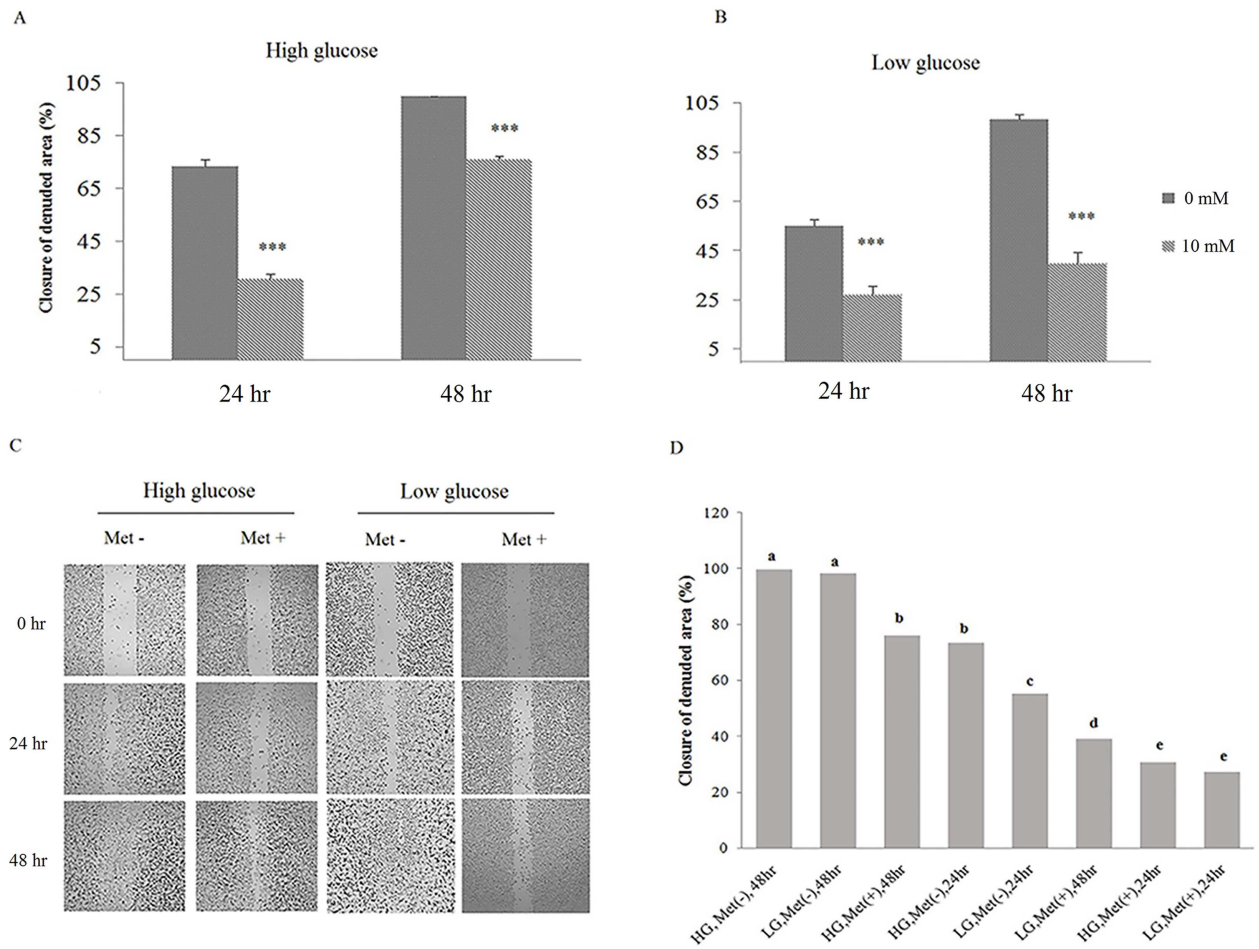 A
High glucose
Closure of denuded area (%)
105
85
65
45
25
5
***
***
24 hr
48 hr
B
Low glucose
105
85
65
45
25
5
***
***
24 hr
48 hr
0 mM
10 mM
C
High glucose
Low glucose
Met -
Met +
Met -
Met +
0 hr
24 hr
48 hr
D
Closure of denuded area (%)
120
100
80
60
40
20
0
a
a
b
b
c
d
e
e
HG, Met(-), 48hr
LG,Met(-),48hr
HG,Met(+),48hr
HG,Met(-),24hr
LG,Met(-),24hr
LG,Met(+),48hr
HG,Met(+),24hr
LG,Met(+),24hr